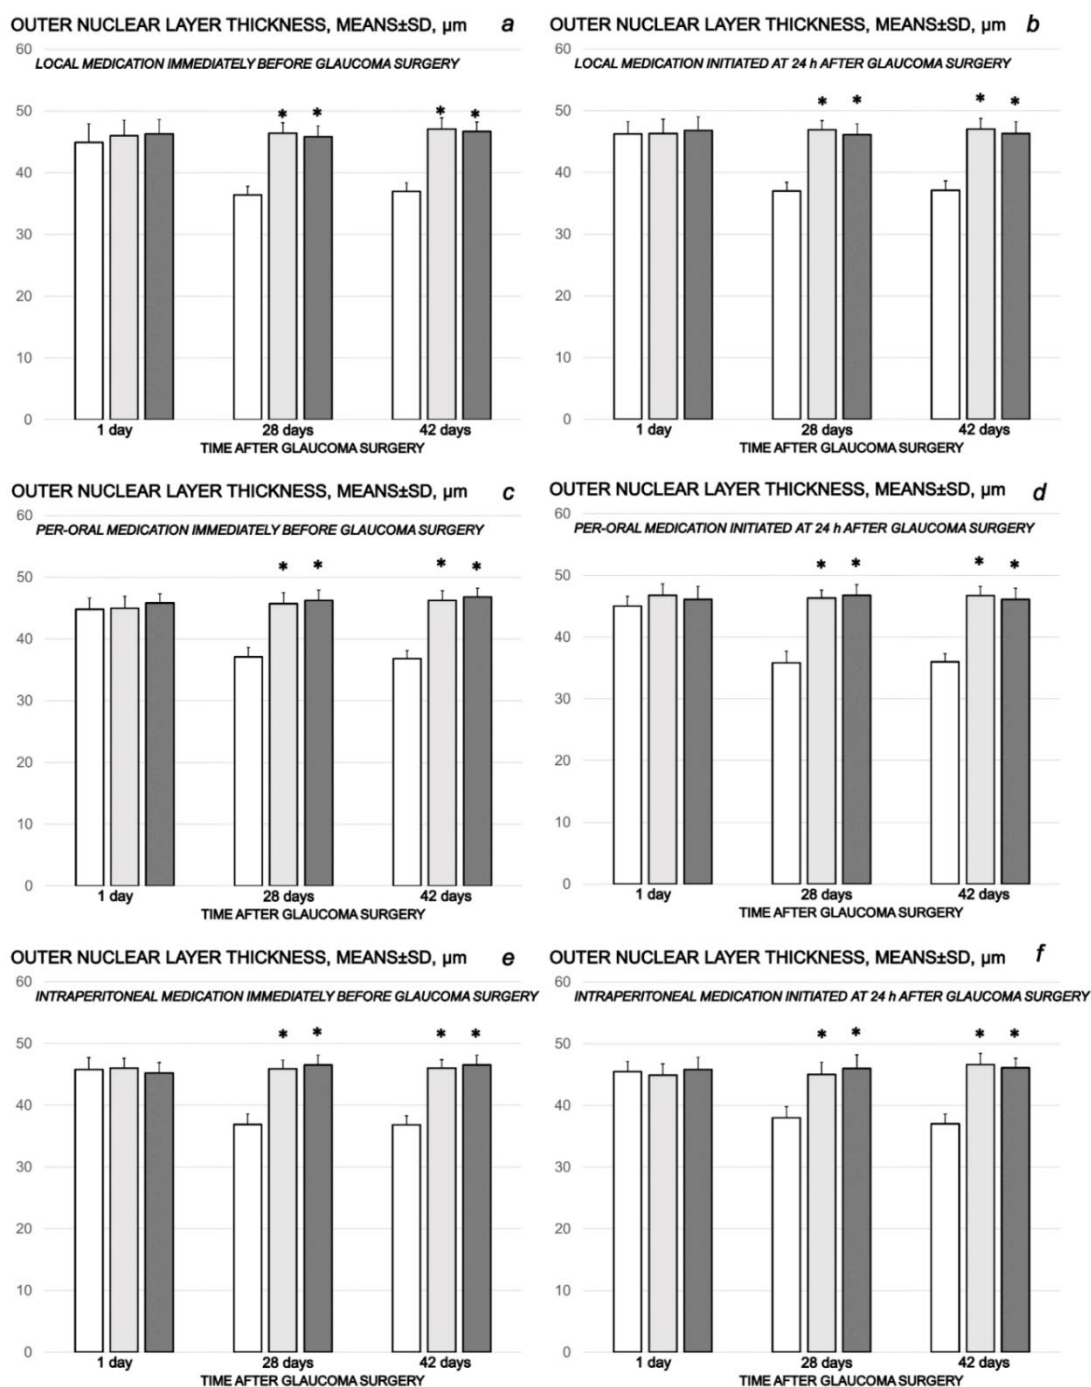 OUTER NUCLEAR LAYER THICKNESS, MEANS±SD, µm a
60
LOCAL MEDICATION IMMEDIATELY BEFORE GLAUCOMA SURGERY
50
* * * *
40
30
20
10
0
1 day 28 days 42 days
TIME AFTER GLAUCOMA SURGERY
OUTER NUCLEAR LAYER THICKNESS, MEANS±SD, µm b
60
LOCAL MEDICATION INITIATED AT 24 h AFTER GLAUCOMA SURGERY
* * * *
50
40
30
20
10
0
1 day 28 days 42 days
TIME AFTER GLAUCOMA SURGERY
OUTER NUCLEAR LAYER THICKNESS, MEANS±SD, µm c
60
PER-ORAL MEDICATION IMMEDIATELY BEFORE GLAUCOMA SURGERY
* * * *
50
40
30
20
10
0
1 day 28 days 42 days
TIME AFTER GLAUCOMA SURGERY
OUTER NUCLEAR LAYER THICKNESS, MEANS±SD, µm d
60
PER-ORAL MEDICATION INITIATED AT 24 h AFTER GLAUCOMA SURGERY
* * * *
50
40
30
20
10
0
1 day 28 days 42 days
TIME AFTER GLAUCOMA SURGERY
OUTER NUCLEAR LAYER THICKNESS, MEANS±SD, µm e
60
INTRAPERITONEAL MEDICATION IMMEDIATELY BEFORE GLAUCOMA SURGERY
* * * *
50
40
30
20
10
0
1 day 28 days 42 days
TIME AFTER GLAUCOMA SURGERY
OUTER NUCLEAR LAYER THICKNESS, MEANS±SD, µm f
60
INTRAPERITONEAL MEDICATION INITIATED AT 24 h AFTER GLAUCOMA SURGERY
* * * *
50
40
30
20
10
0
1 day 28 days 42 days
TIME AFTER GLAUCOMA SURGERY